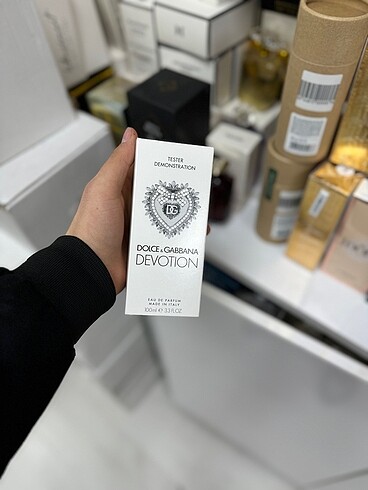 TESTER
DEMONSTRATION
DG
DOLCE & GABBANA
DEVOTION
EAU DE PARFUM
MADE IN ITALY
100ml ℮ 3.3 FL.OZ.